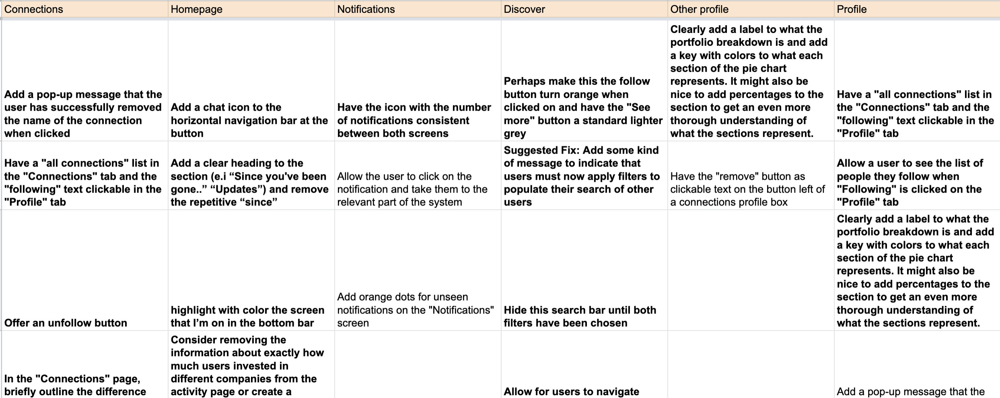 Connections
Homepage
Notifications
Discover
Other profile
Profile
Add a pop-up message that the
user has successfully removed
the name of the connection
when clicked
Add a chat icon to the
horizontal navigation bar at the
button
Have the icon with the number
of notifications consistent
between both screens
Perhaps make this the follow
button turn orange when
clicked on and have the "See
more" button a standard lighter
grey
Clearly add a label to what the
portfolio breakdown is and add
a key with colors to what each
section of the pie chart
represents. It might also be
nice to add percentages to the
section to get an even more
thorough understanding of
what the sections represent.
Have a "all connections" list in
the "Connections" tab and the
"following" text clickable in the
"Profile" tab
Have a "all connections" list in
the "Connections" tab and the
"following" text clickable in the
"Profile" tab
Add a clear heading to the
section (e.i “Since you've been
gone..” “Updates”) and remove
the repetitive “since”
Allow the user to click on the
notification and take them to the
relevant part of the system
Suggested Fix: Add some kind
of message to indicate that
users must now apply filters to
populate their search of other
users
Have the "remove" button as
clickable text on the button left of
a connections profile box
Allow a user to see the list of
people they follow when
"Following" is clicked on the
"Profile" tab
Offer an unfollow button
highlight with color the screen
that I’m on in the bottom bar
Add orange dots for unseen
notifications on the "Notifications"
screen
Hide this search bar until both
filters have been chosen
Clearly add a label to what the
portfolio breakdown is and add
a key with colors to what each
section of the pie chart
represents. It might also be
nice to add percentages to the
section to get an even more
thorough understanding of
what the sections represent.
In the "Connections" page,
briefly outline the difference
Consider removing the
information about exactly how
much users invested in
different companies from the
activity page or create a
Allow for users to navigate
Add a pop-up message that the